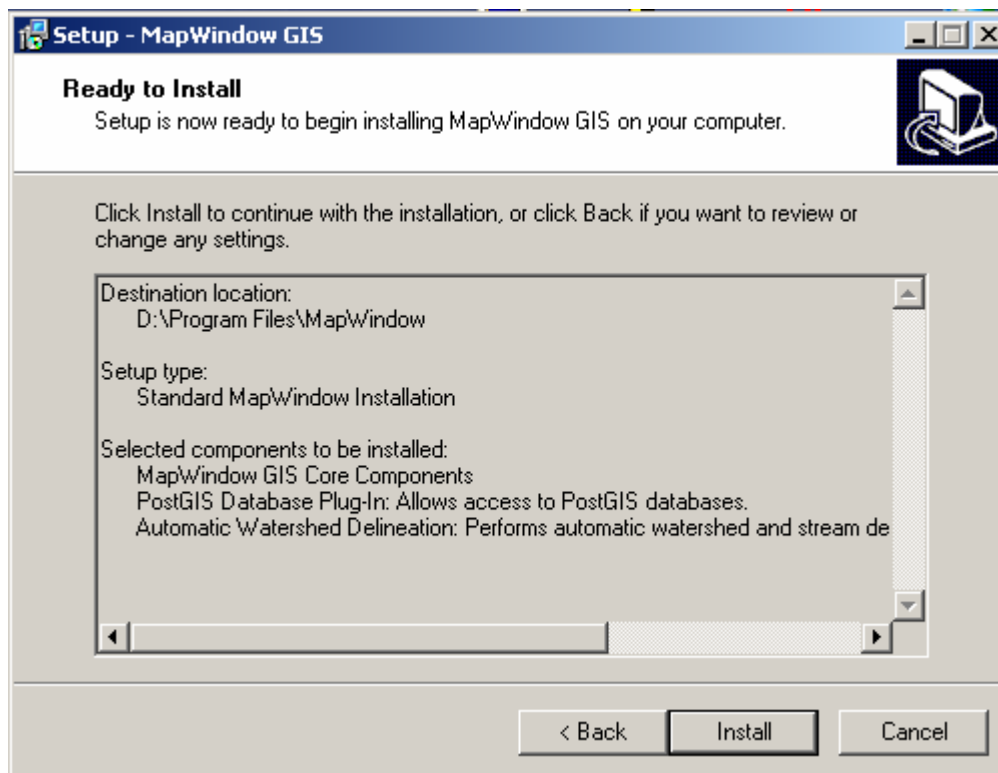 Setup - MapWindow GIS
Ready to Install
Setup is now ready to begin installing MapWindow GIS on your computer.
Click Install to continue with the installation, or click Back if you want to review or
change any settings.
Destination location:
D:\Program Files\MapWindow
Setup type:
Standard MapWindow Installation
Selected components to be installed:
MapWindow GIS Core Components
PostGIS Database Plug-In: Allows access to PostGIS databases.
Automatic Watershed Delineation: Performs automatic watershed and stream de
< Back
Install
Cancel